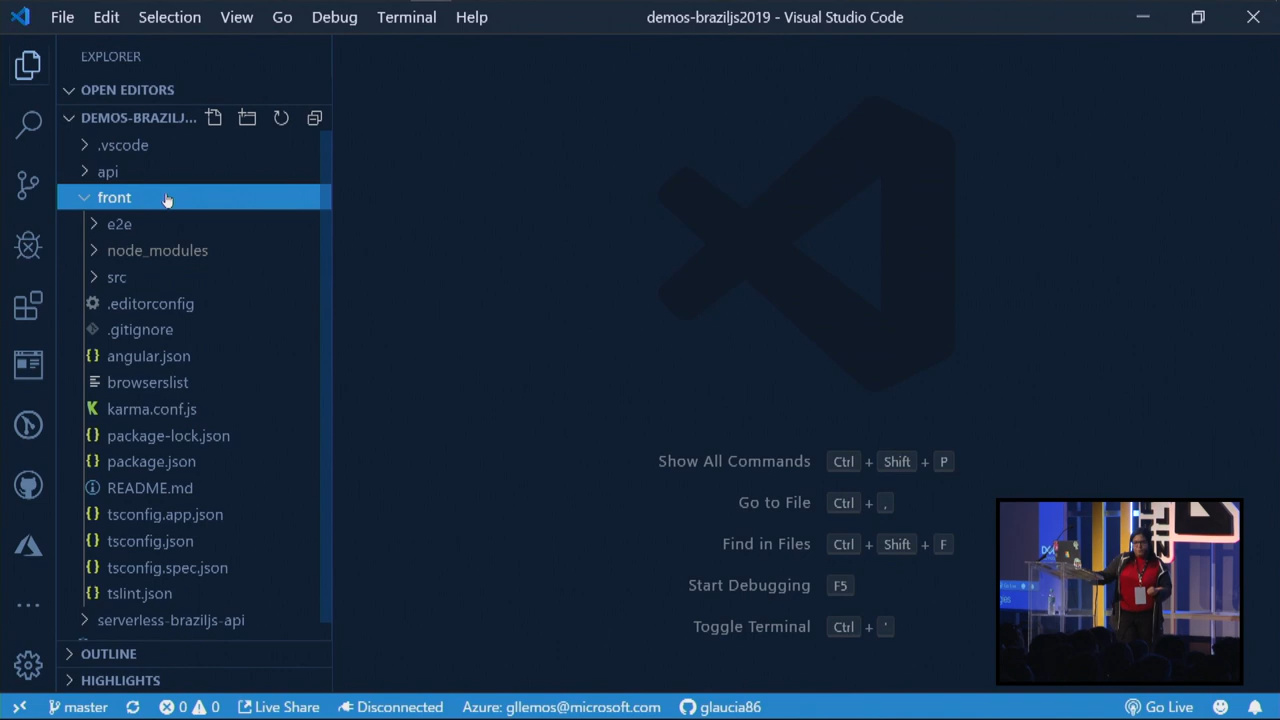 File Edit Selection View Go Debug Terminal Help
demos-braziljs2019 - Visual Studio Code
EXPLORER
OPEN EDITORS
DEMOS-BRAZILJ...
.vscode
api
front
e2e
node_modules
src
.editorconfig
.gitignore
angular.json
browserslist
karma.conf.js
package-lock.json
package.json
README.md
tsconfig.app.json
tsconfig.json
tsconfig.spec.json
tslint.json
serverless-braziljs-api
OUTLINE
HIGHLIGHTS
Show All Commands Ctrl + Shift + P
Go to File Ctrl + ,
Find in Files Ctrl + Shift + F
Start Debugging F5
Toggle Terminal Ctrl + '
master 0 0 Live Share Disconnected Azure: gllemos@microsoft.com glaucia86 Go Live